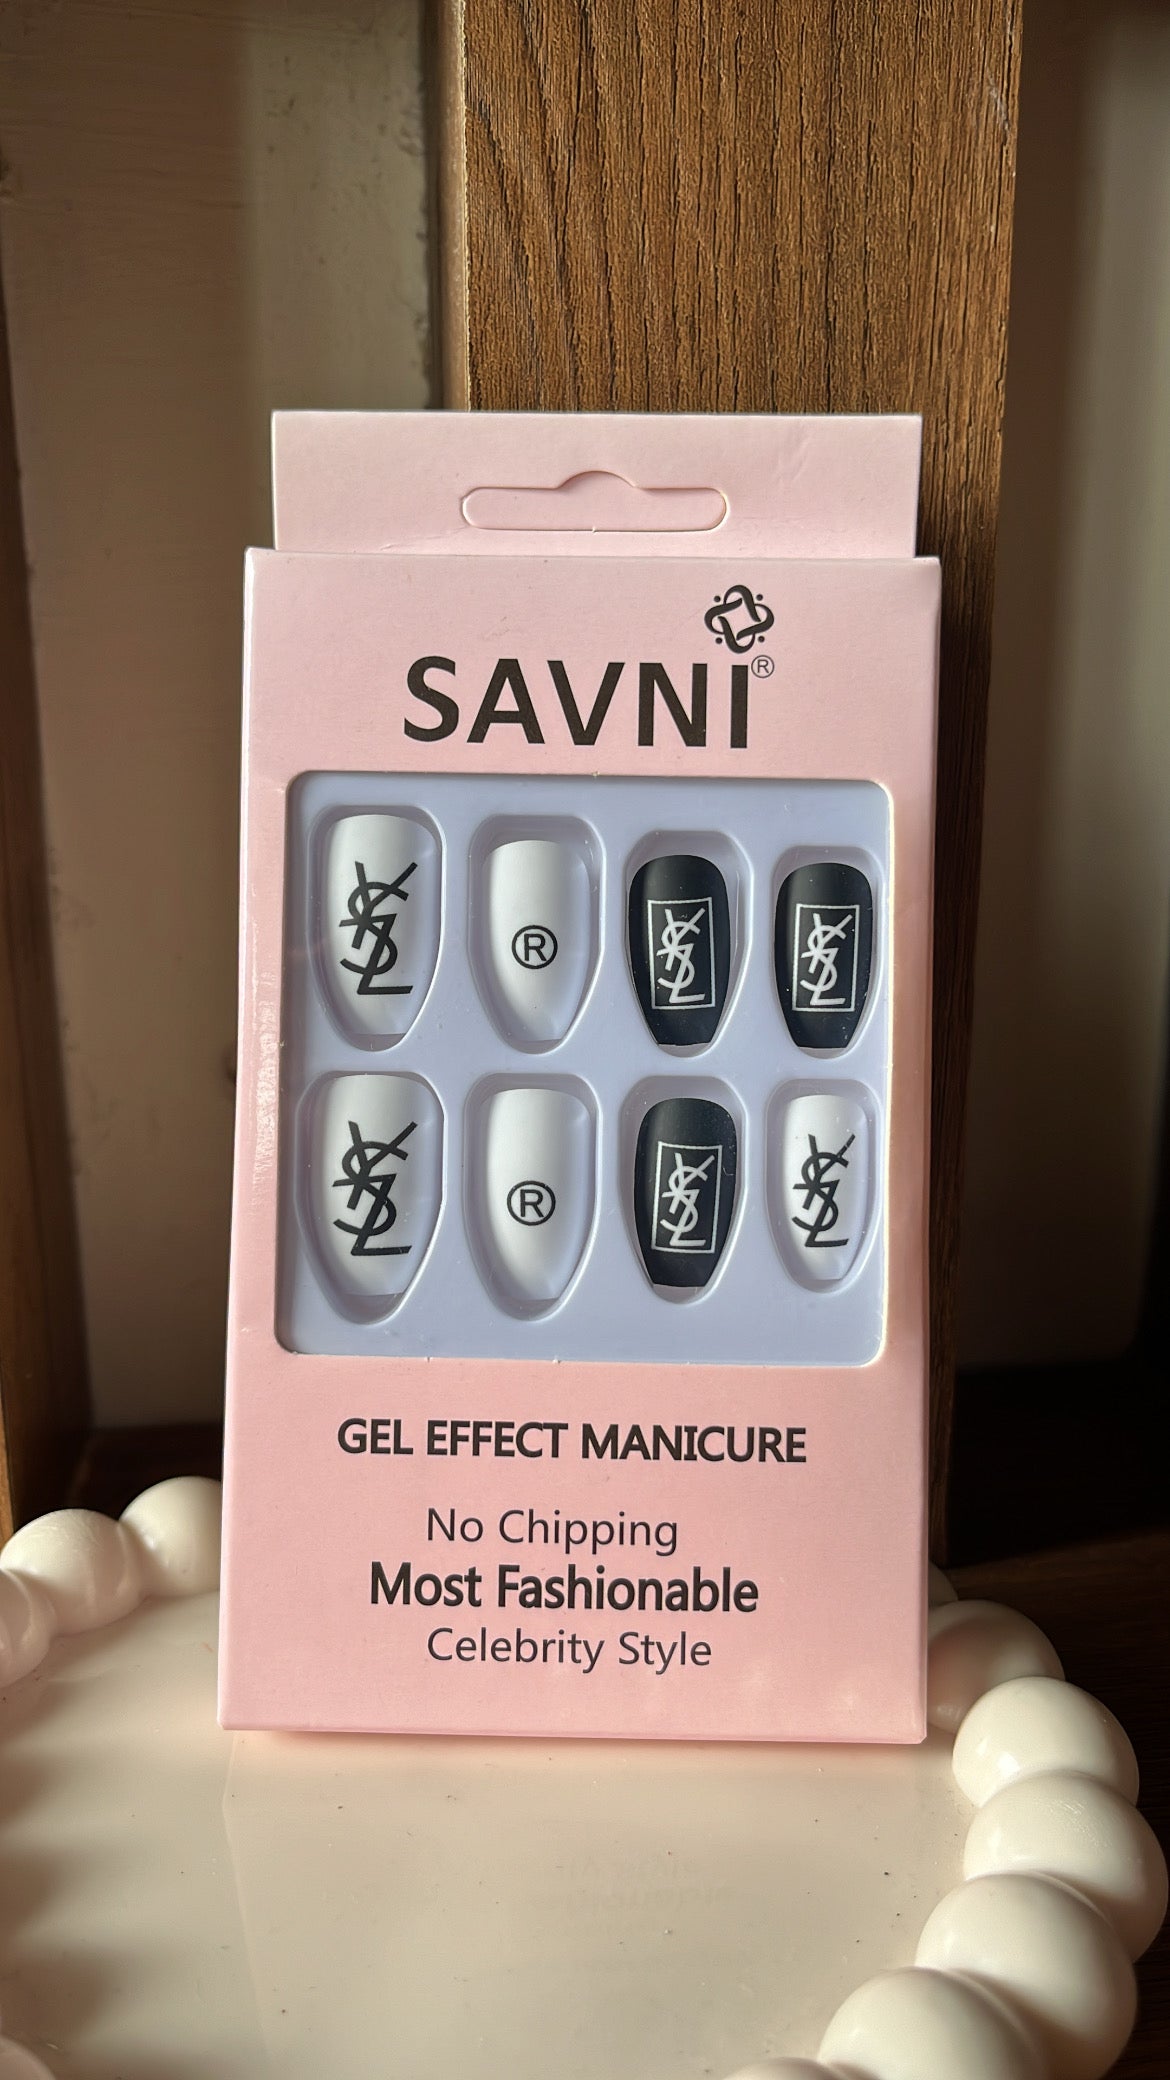 SAVNI®
YSL ® YSL YSL
YSL ® YSL YSL
GEL EFFECT MANICURE
No Chipping
Most Fashionable
Celebrity Style